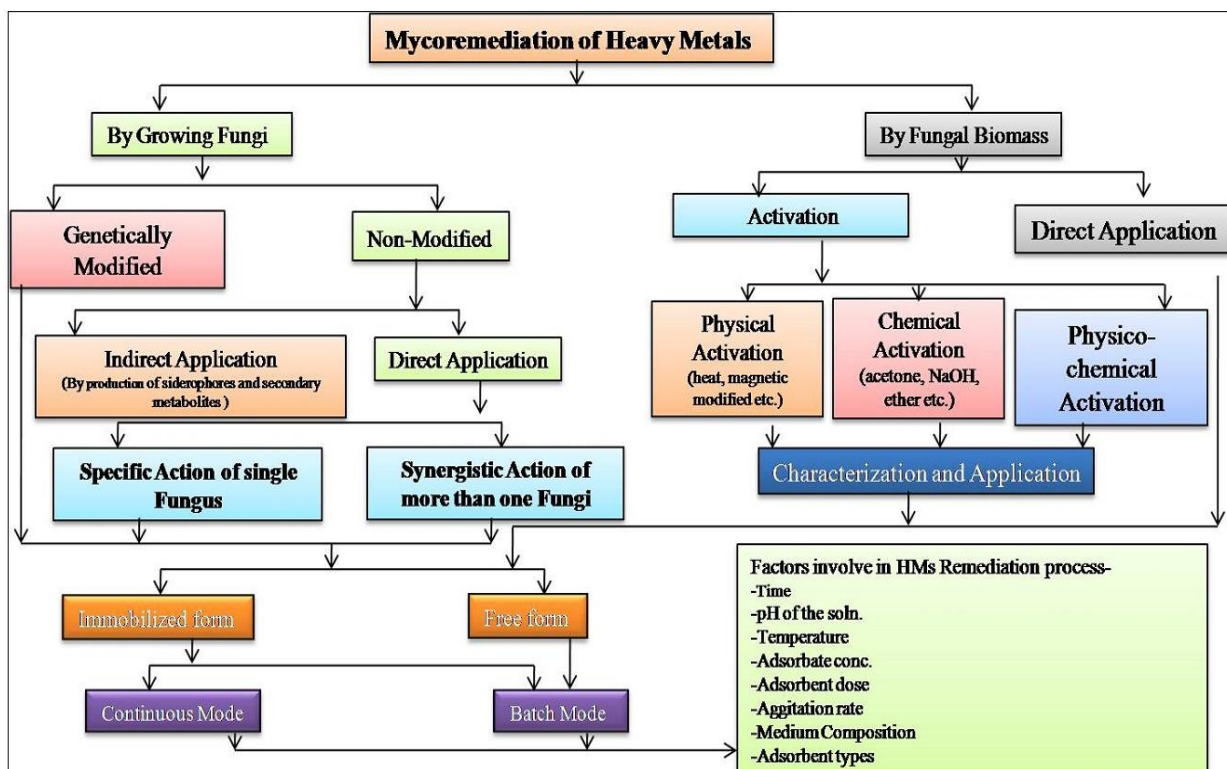 Mycoremediation of Heavy Metals
By Growing Fungi
By Fungal Biomass
Genetically
Modified
Non-Modified
Activation
Direct Application
Indirect Application
(By production of siderophores and secondary
metabolites )
Direct Application
Physical
Activation
(heat, magnetic
modified etc.)
Chemical
Activation
(acetone, NaOH,
ether etc.)
Physico-
chemical
Activation
Specific Action of single
Fungus
Synergistic Action of
more than one Fungi
Characterization and Application
Immobilized form
Free form
Continuous Mode
Batch Mode
Factors involve in HMs Remediation process-
-Time
-pH of the soln.
-Temperature
-Adsorbate conc.
-Adsorbent dose
-Aggitation rate
-Medium Composition
-Adsorbent types